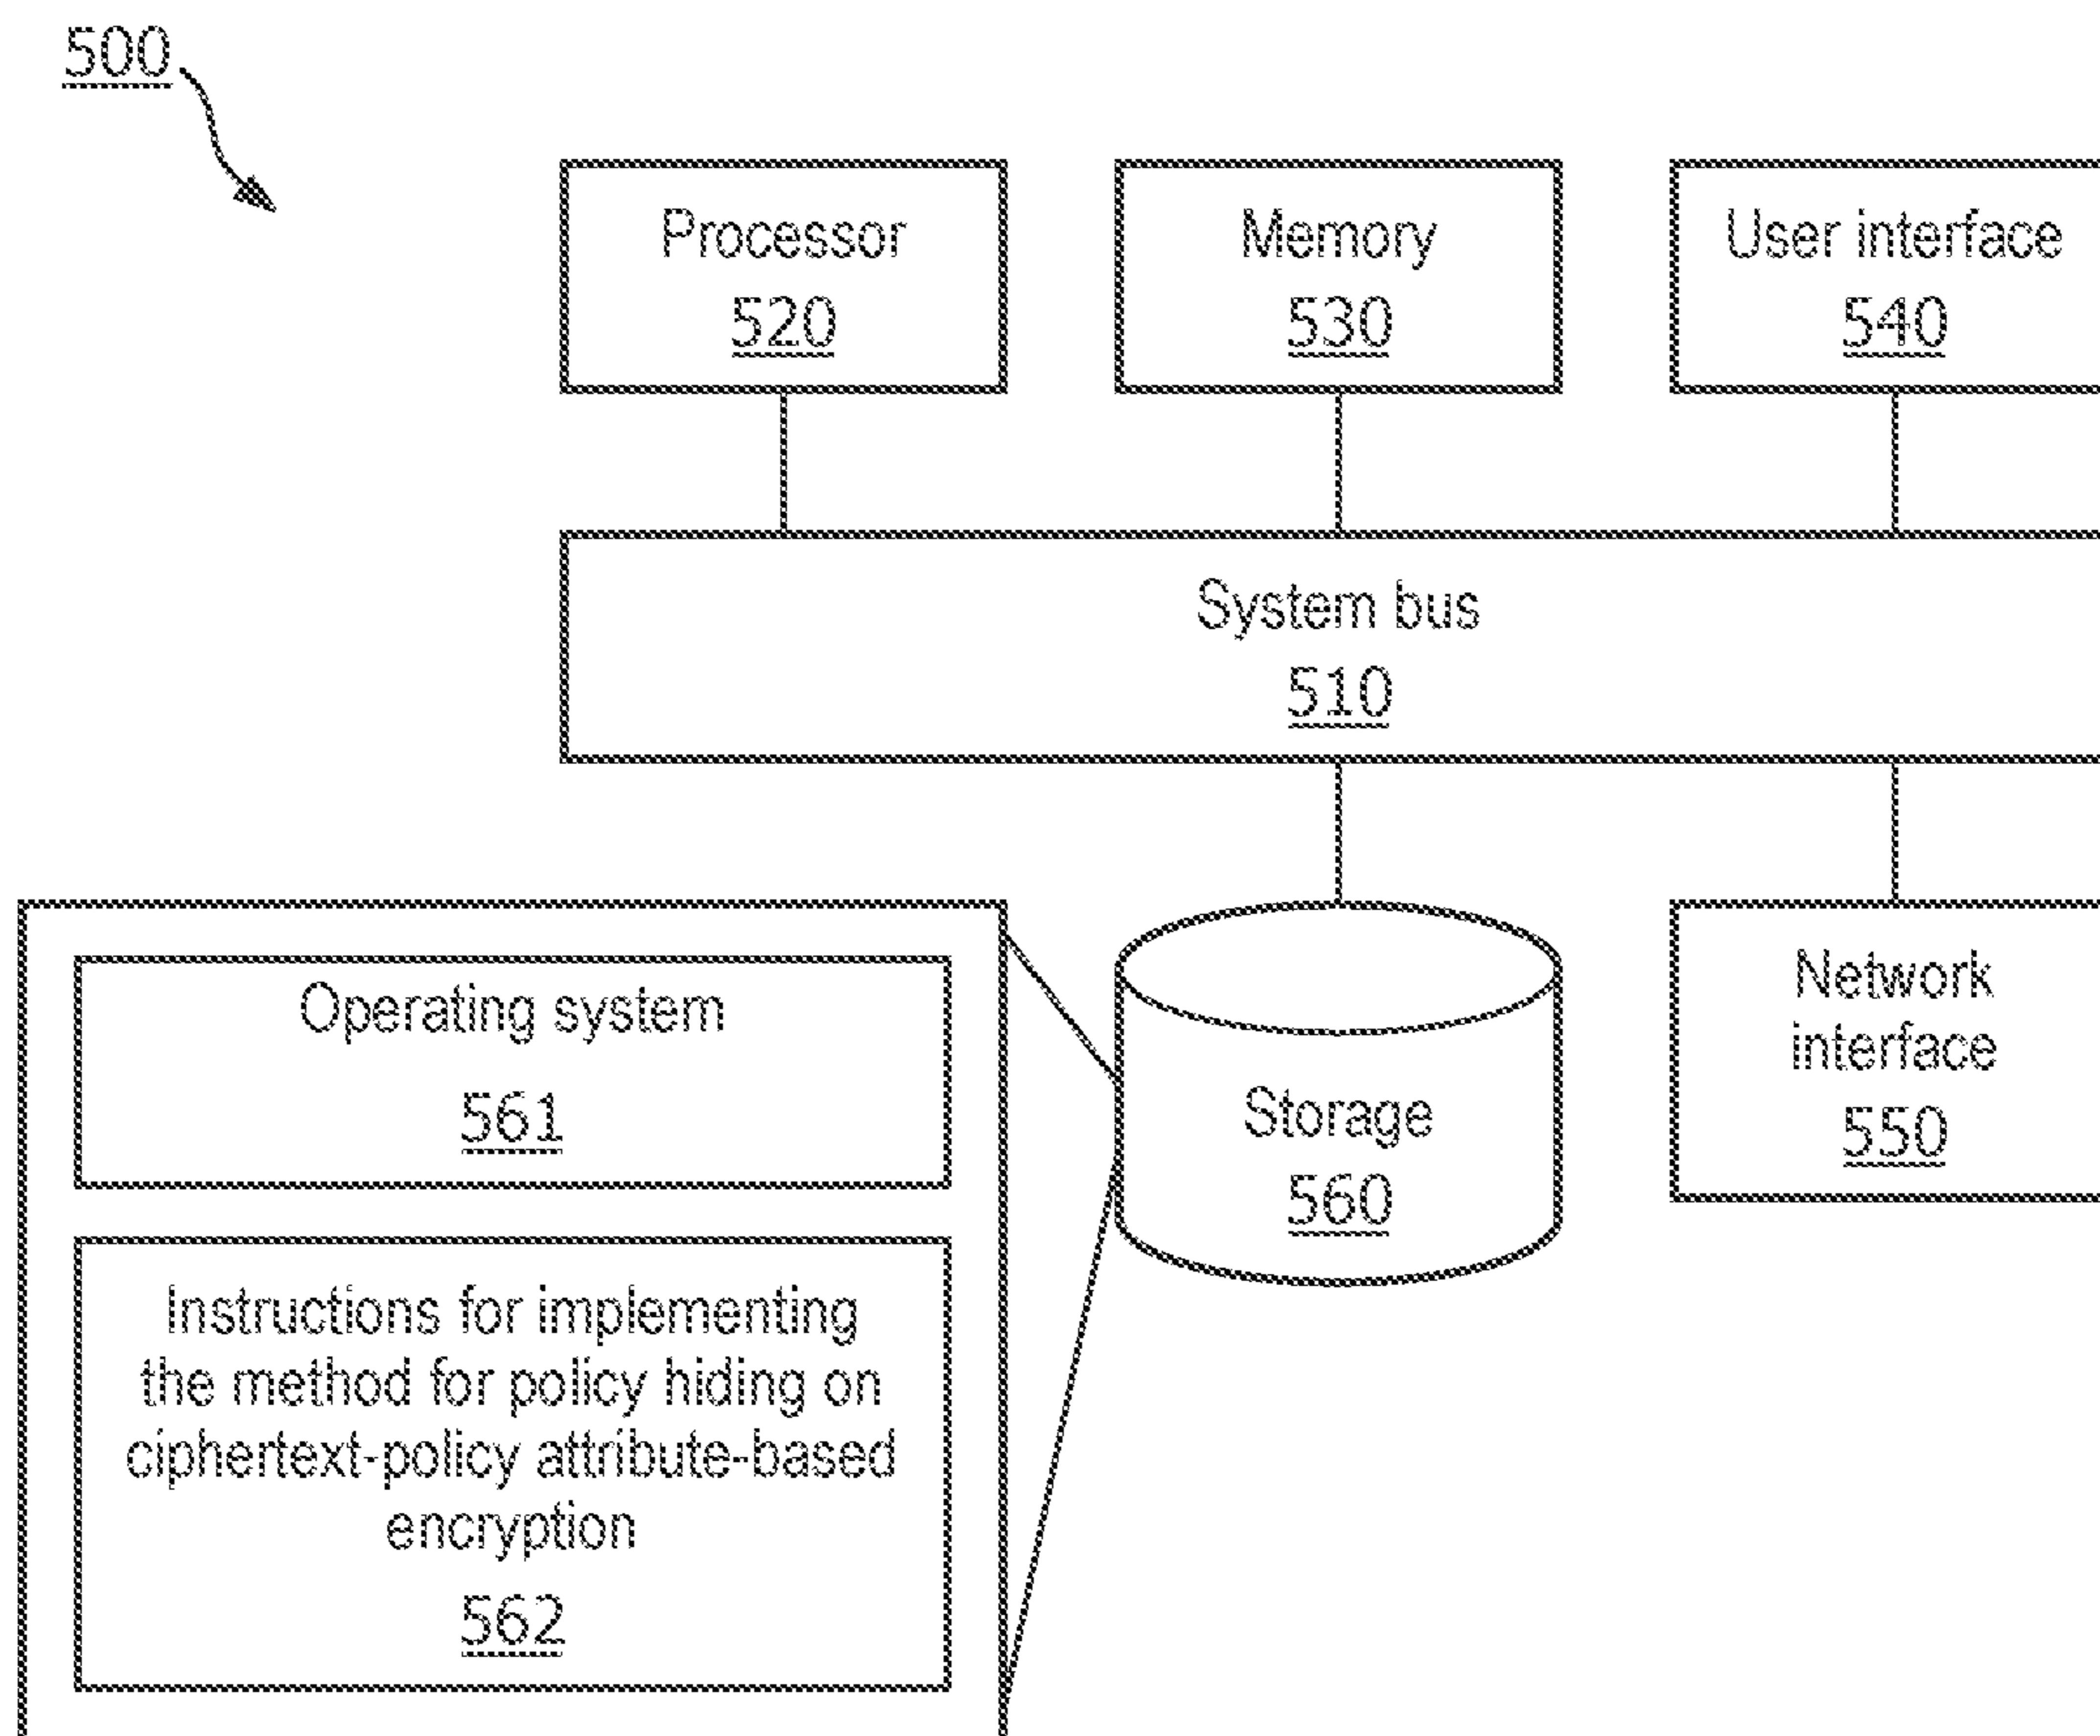 500
Processor
520
Memory
530
User interface
540
System bus
510
Operating system
561
Instructions for implementing
the method for policy hiding on
ciphertext-policy attribute-based
encryption
562
Storage
560
Network
interface
550